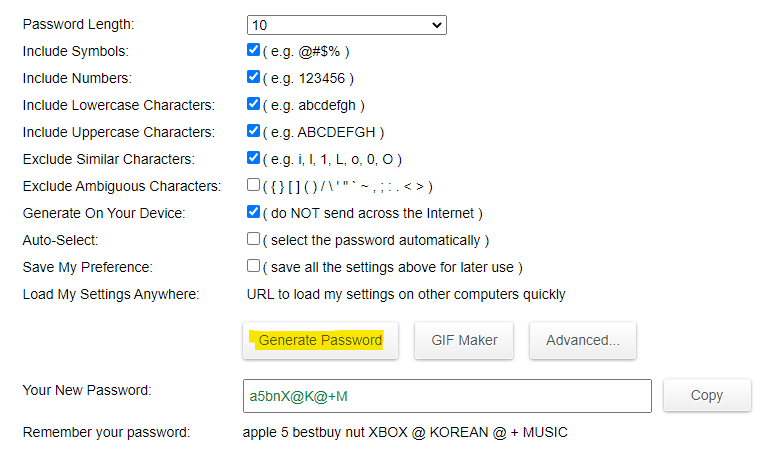 Password Length: 10
Include Symbols: ( e.g. @#$% )
Include Numbers: ( e.g. 123456 )
Include Lowercase Characters: ( e.g. abcdefgh )
Include Uppercase Characters: ( e.g. ABCDEFGH )
Exclude Similar Characters: ( e.g. i, l, 1, L, o, 0, O )
Exclude Ambiguous Characters: ( { } [ ] ( ) / \ ' " ` ~ , ; : . < > )
Generate On Your Device: ( do NOT send across the Internet )
Auto-Select: ( select the password automatically )
Save My Preference: ( save all the settings above for later use )
Load My Settings Anywhere: URL to load my settings on other computers quickly
Generate Password GIF Maker Advanced...
Your New Password: a5bnX@K@+M Copy
Remember your password: apple 5 bestbuy nut XBOX @ KOREAN @ + MUSIC